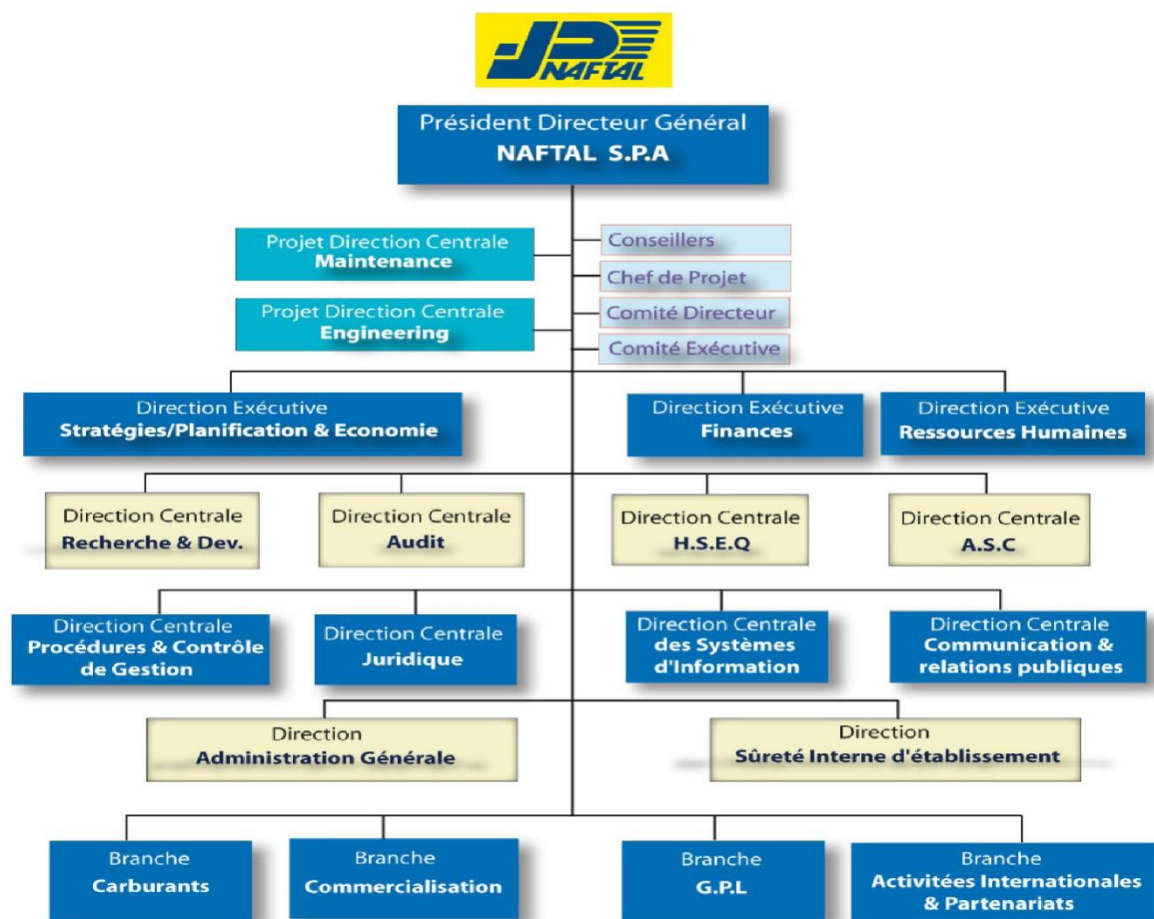 NAFTAL
Président Directeur Général
NAFTAL S.P.A
Projet Direction Centrale
Maintenance
Projet Direction Centrale
Engineering
Conseillers
Chef de Projet
Comité Directeur
Comité Exécutive
Direction Exécutive
Stratégies/Planification & Economie
Direction Exécutive
Finances
Direction Exécutive
Ressources Humaines
Direction Centrale
Recherche & Dev.
Direction Centrale
Audit
Direction Centrale
H.S.E.Q
Direction Centrale
A.S.C
Direction Centrale
Procédures & Contrôle
de Gestion
Direction Centrale
Juridique
Direction Centrale
des Systèmes
d'Information
Direction Centrale
Communication &
relations publiques
Direction
Administration Générale
Direction
Sûreté Interne d'établissement
Branche
Carburants
Branche
Commercialisation
Branche
G.P.L
Branche
Activitées Internationales
& Partenariats